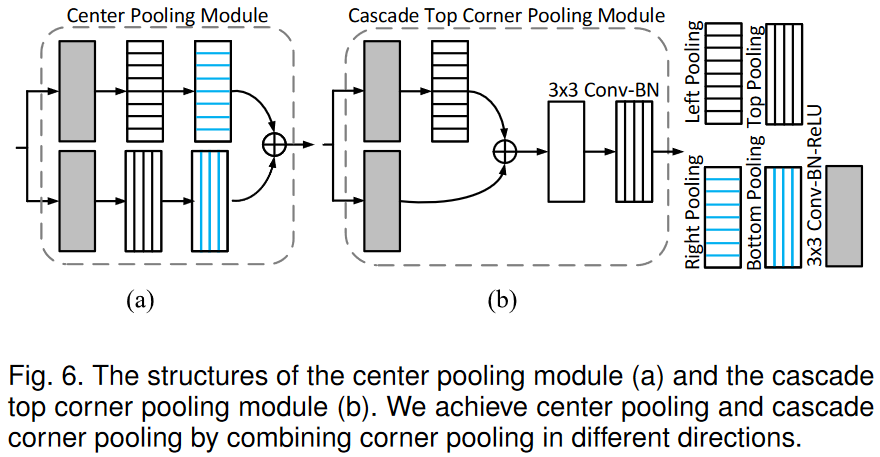 Center Pooling Module
Cascade Top Corner Pooling Module
3x3 Conv-BN
Left Pooling
Top Pooling
Right Pooling
Bottom Pooling
3x3 Conv-BN-ReLU
(a)
(b)
Fig. 6. The structures of the center pooling module (a) and the cascade
top corner pooling module (b). We achieve center pooling and cascade
corner pooling by combining corner pooling in different directions.